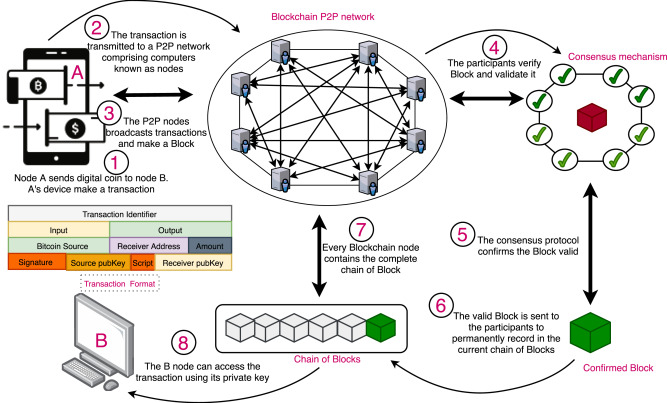 Blockchain P2P network
2
The transaction is
transmitted to a P2P network
comprising computers
known as nodes
A
B
$
3
The P2P nodes
broadcasts transactions
and make a Block
1
Node A sends digital coin to node B.
A's device make a transaction
4
The participants verify
Block and validate it
Consensus mechanism
Transaction Identifier
Input
Output
Bitcoin Source
Receiver Address
Amount
Signature
Source pubKey
Script
Receiver pubKey
Transaction Format
7
Every Blockchain node
contains the complete
chain of Block
5
The consensus protocol
confirms the Block valid
6
The valid Block is sent to
the participants to
permanently record in the
current chain of Blocks
Confirmed Block
Chain of Blocks
B
8
The B node can access the
transaction using its private key